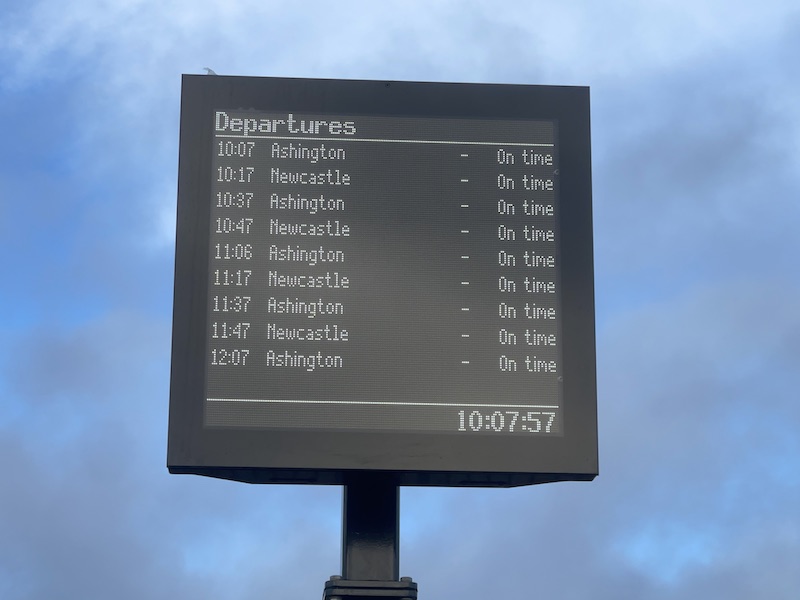 Departures
10:07 Ashington - On time
10:17 Newcastle - On time
10:37 Ashington - On time
10:47 Newcastle - On time
11:06 Ashington - On time
11:17 Newcastle - On time
11:37 Ashington - On time
11:47 Newcastle - On time
12:07 Ashington - On time
10:07:57